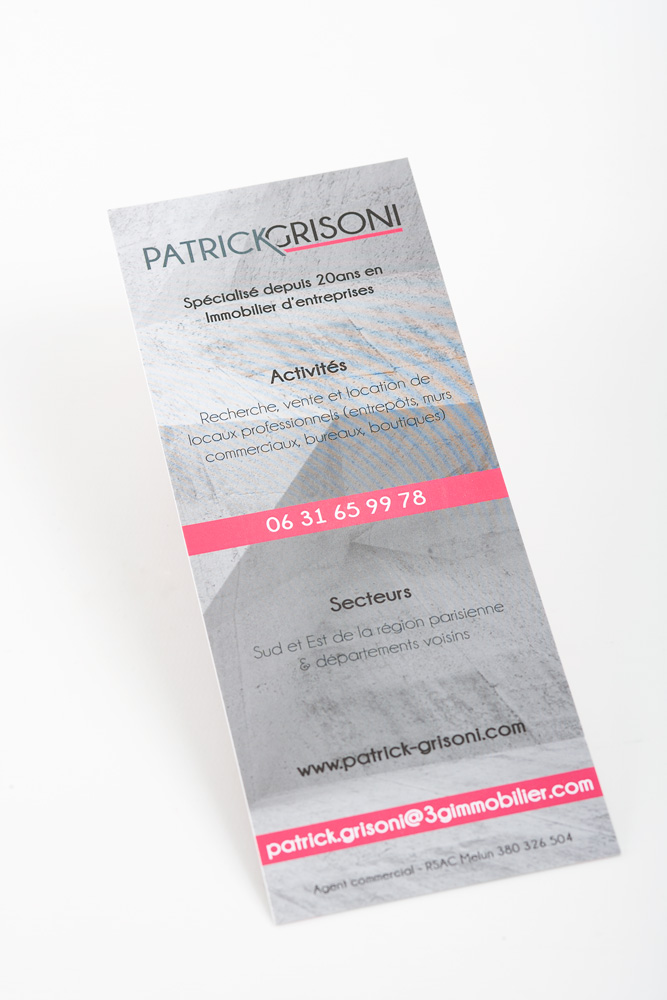 PATRICKGRISONI
Spécialisé depuis 20ans en
Immobilier d'entreprises
Activités
Recherche, vente et location de
locaux professionnels (entrepôts, murs
commerciaux, bureaux, boutiques)
06 31 65 99 78
Secteurs
Sud et Est de la région parisienne
& départements voisins
www.patrick-grisoni.com
patrick.grisoni@3gimmobilier.com
Agent commercial - RSAC Melun 380 326 504